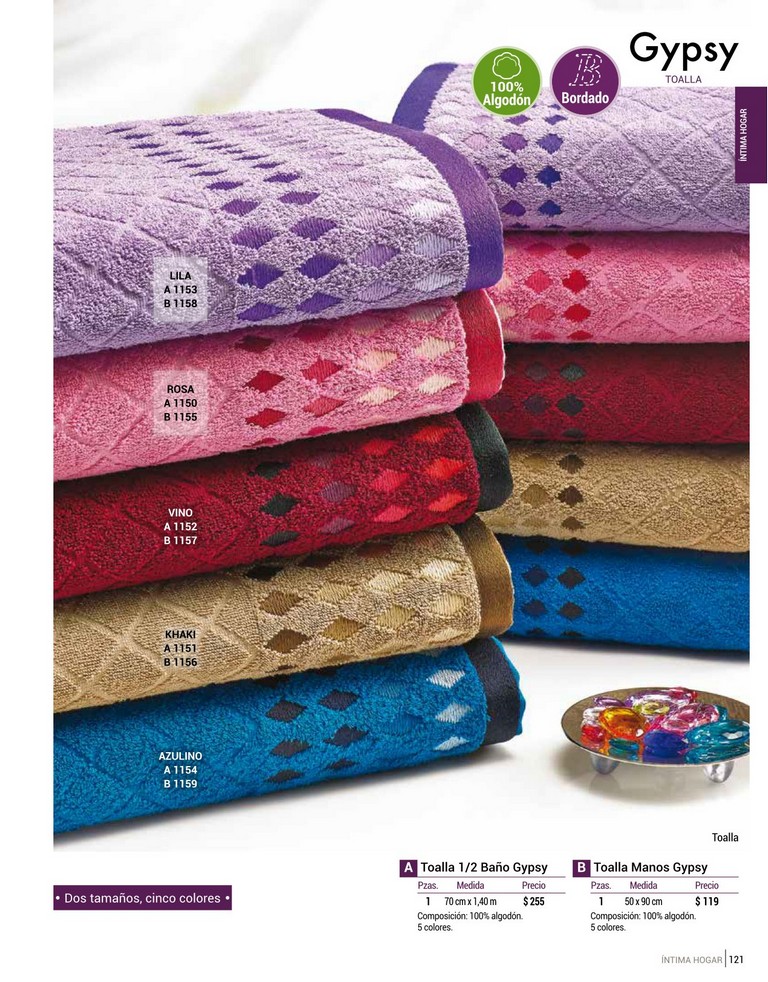 Gypsy
TOALLA
100%
Algodón
B
Bordado
ÍNTIMA HOGAR
LILA
A 1153
B 1158
ROSA
A 1150
B 1155
VINO
A 1152
B 1157
KHAKI
A 1151
B 1156
AZULINO
A 1154
B 1159
Toalla
• Dos tamaños, cinco colores •
A Toalla 1/2 Baño Gypsy
Pzas. Medida Precio
1 70 cm x 1,40 m $ 255
Composición: 100% algodón.
5 colores.
B Toalla Manos Gypsy
Pzas. Medida Precio
1 50 x 90 cm $ 119
Composición: 100% algodón.
5 colores.
ÍNTIMA HOGAR 121